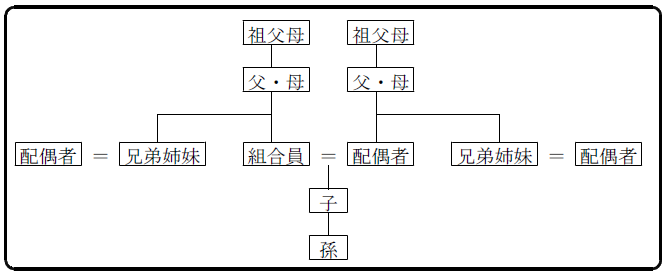 祖父母 祖父母
父・母 父・母
配偶者 ＝ 兄弟姉妹 組合員 ＝ 配偶者 兄弟姉妹 ＝ 配偶者
子
孫